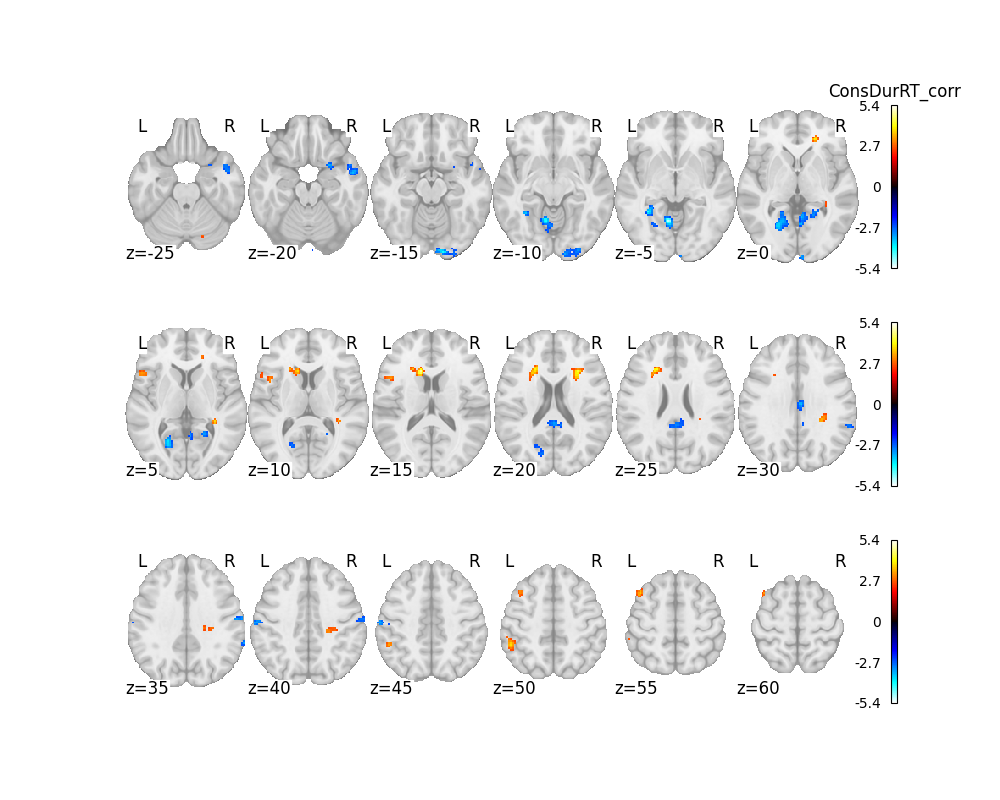 ConsDurRT_corr
L R L R L R L R L R L R
5.4
2.7
0
-2.7
-5.4
z=-25 z=-20 z=-15 z=-10 z=-5 z=0
L R L R L R L R L R L R
5.4
2.7
0
-2.7
-5.4
z=5 z=10 z=15 z=20 z=25 z=30
L R L R L R L R L R L R
5.4
2.7
0
-2.7
-5.4
z=35 z=40 z=45 z=50 z=55 z=60